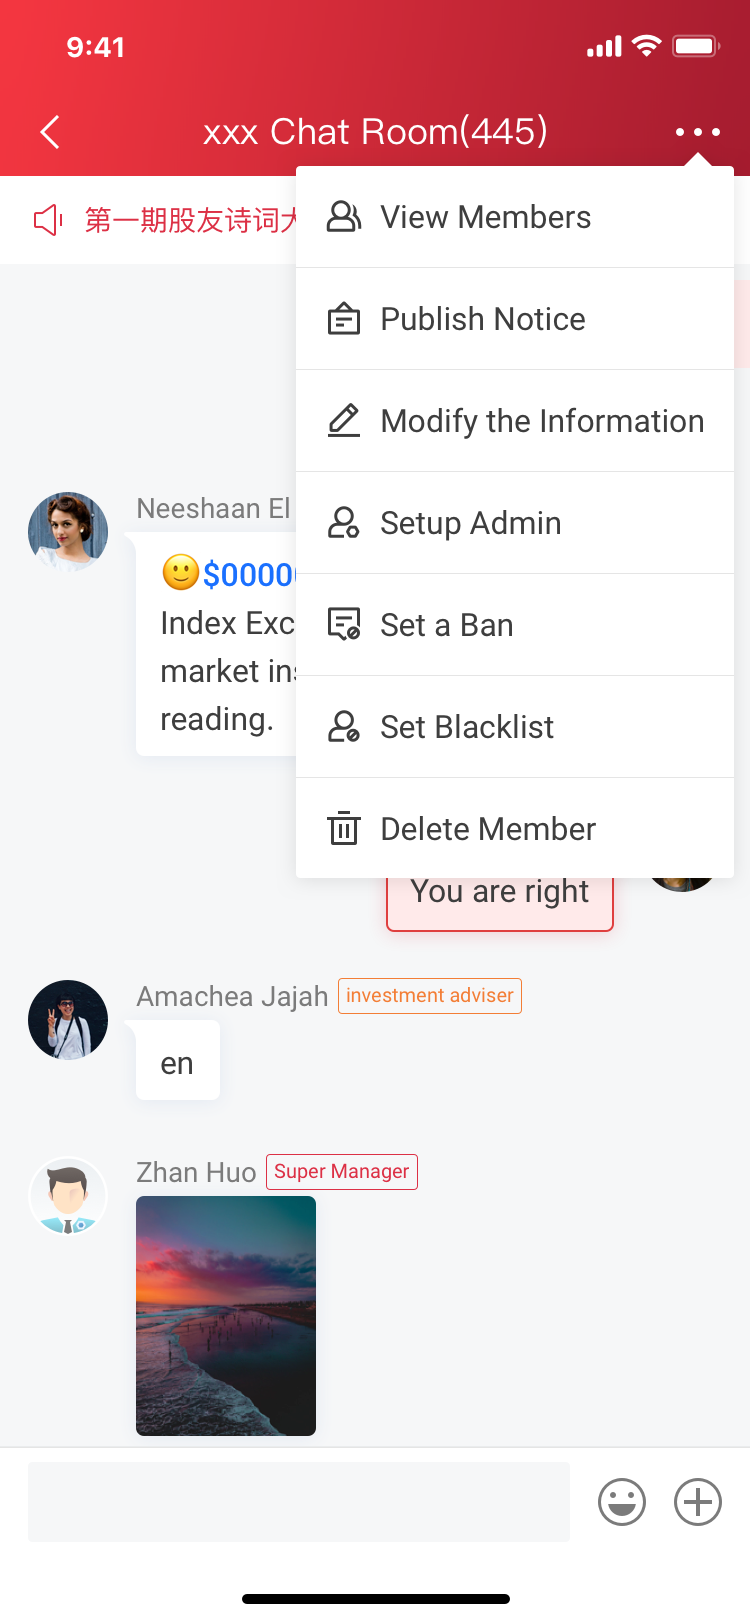 9:41
xxx Chat Room(445)
第一期股友诗词
View Members
Publish Notice
Modify the Information
Setup Admin
Set a Ban
Set Blacklist
Delete Member
Neeshaan El
$0000
Index Exc
market in
reading.
You are right
Amachea Jajah investment adviser
en
Zhan Huo Super Manager